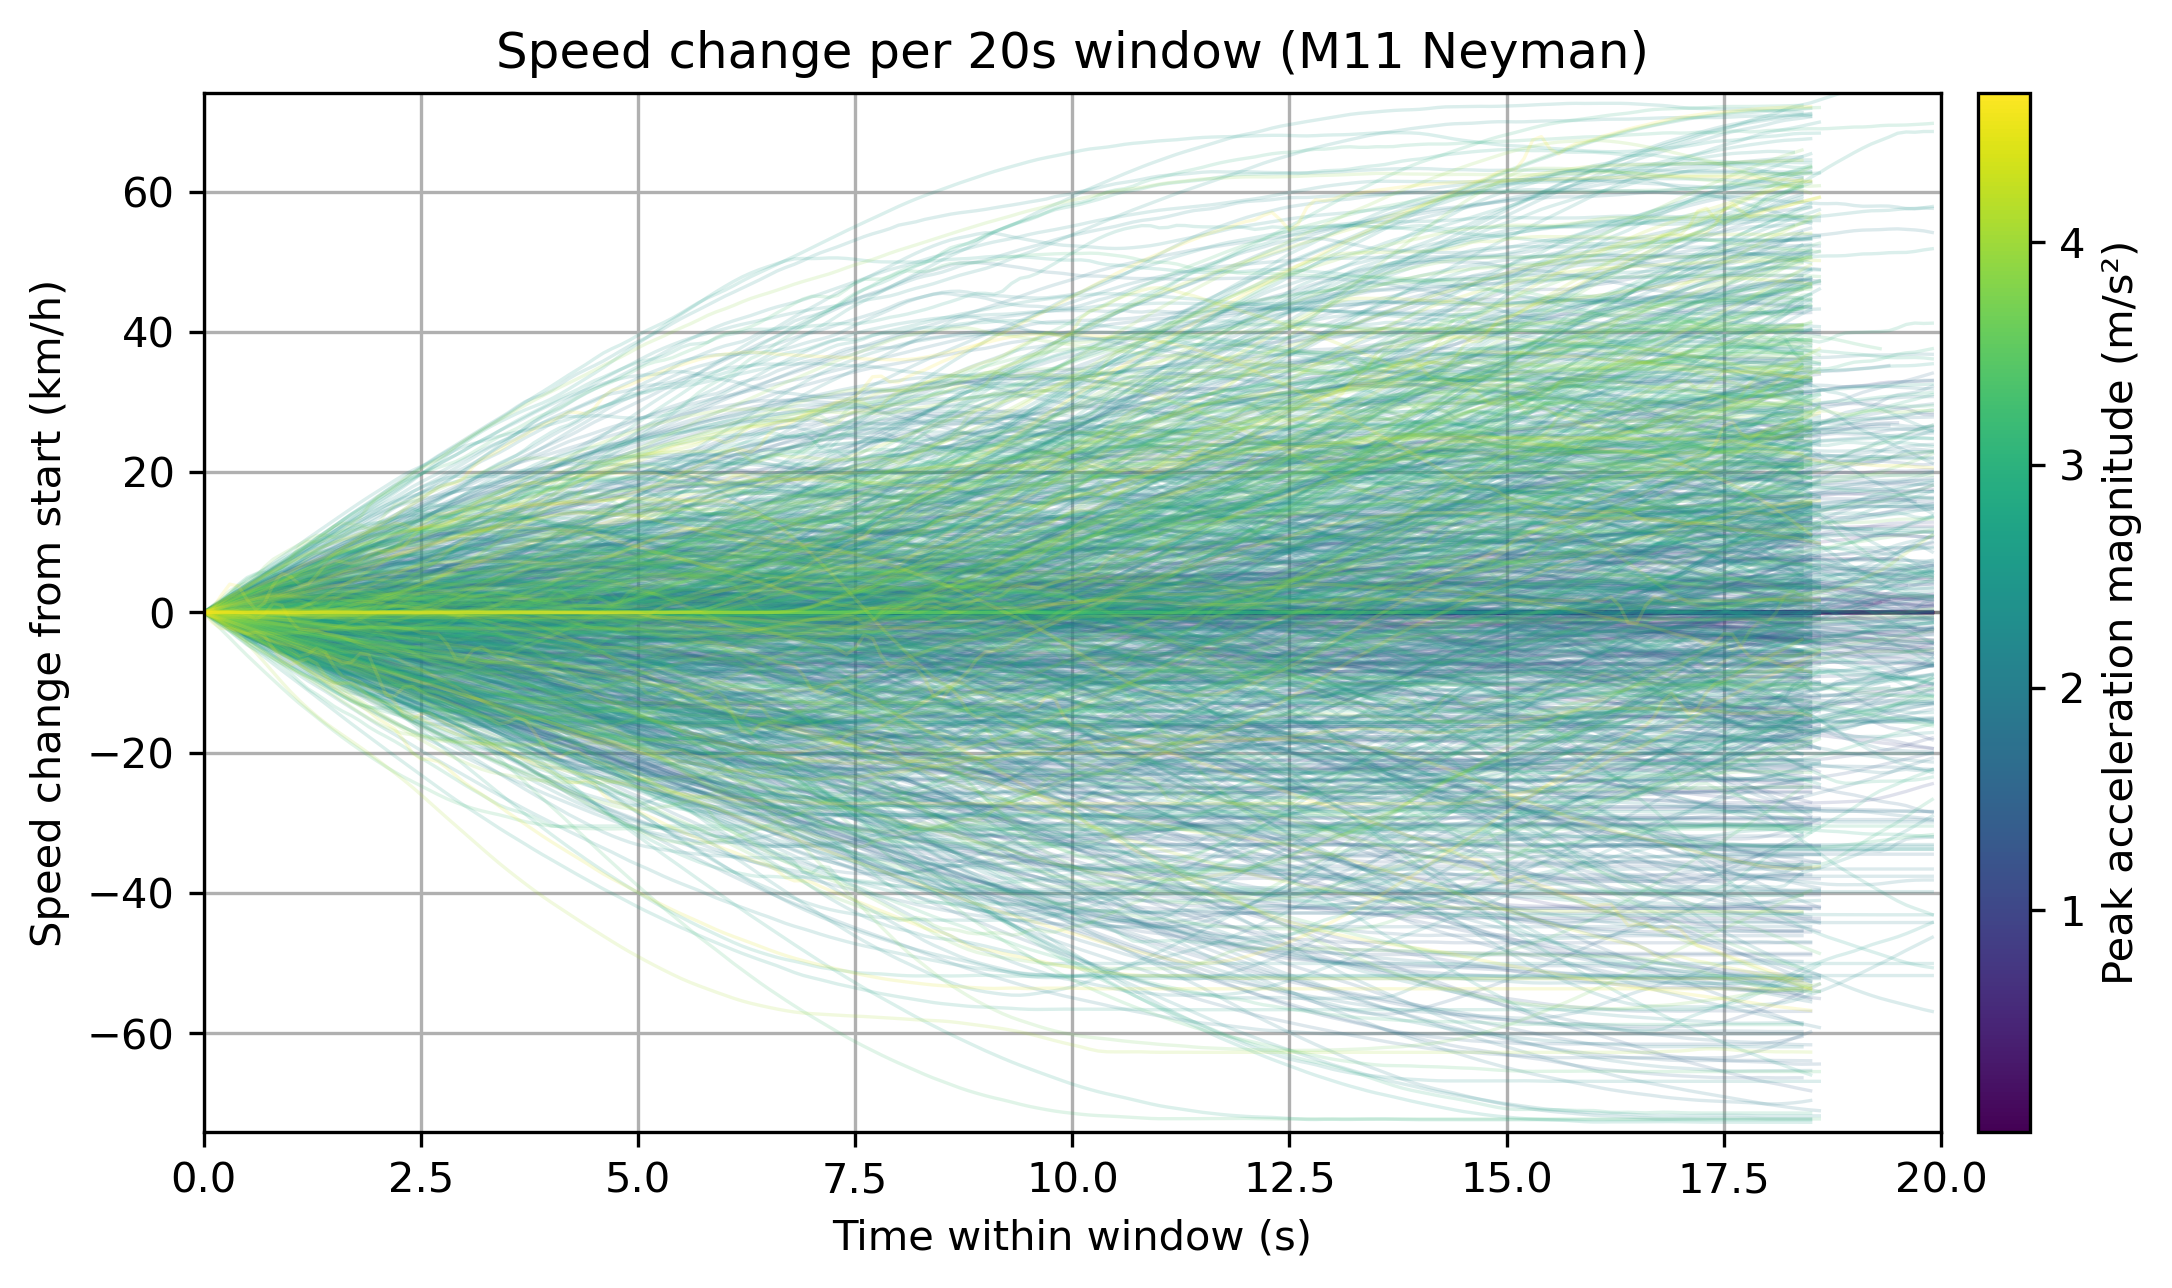 Speed change per 20s window (M11 Neyman)
Speed change from start (km/h)
60
40
20
0
−20
−40
−60
0.0 2.5 5.0 7.5 10.0 12.5 15.0 17.5 20.0
Time within window (s)
4
3
2
1
Peak acceleration magnitude (m/s²)